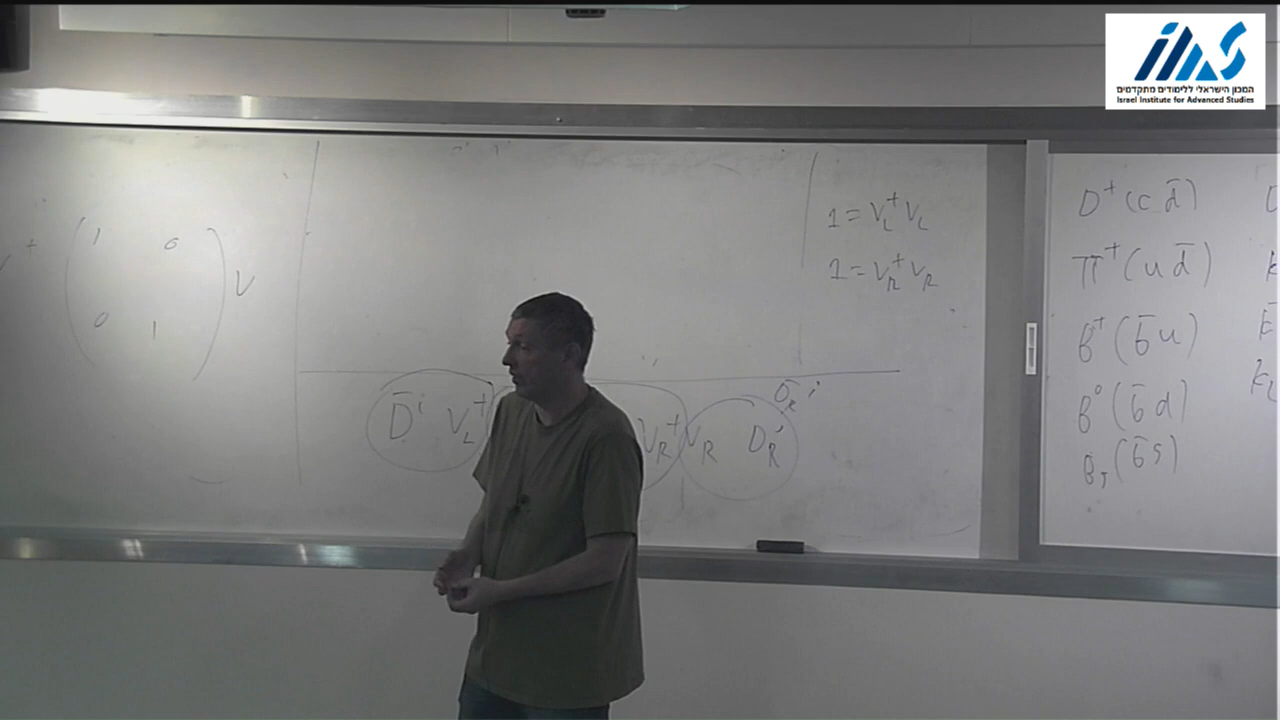 המכון הישראלי ללימודים מתקדמים
Israel Institute for Advanced Studies
V† ( 1 0
0 1 ) V
1 = V_L† V_L
1 = V_R† V_R
D̄^i V_L†
V_R† V_R D_R^i
D⁺ (c d̄)
π⁺ (u d̄)
B⁺ (b̄ u)
B⁰ (b̄ d)
B_s (b̄ s)